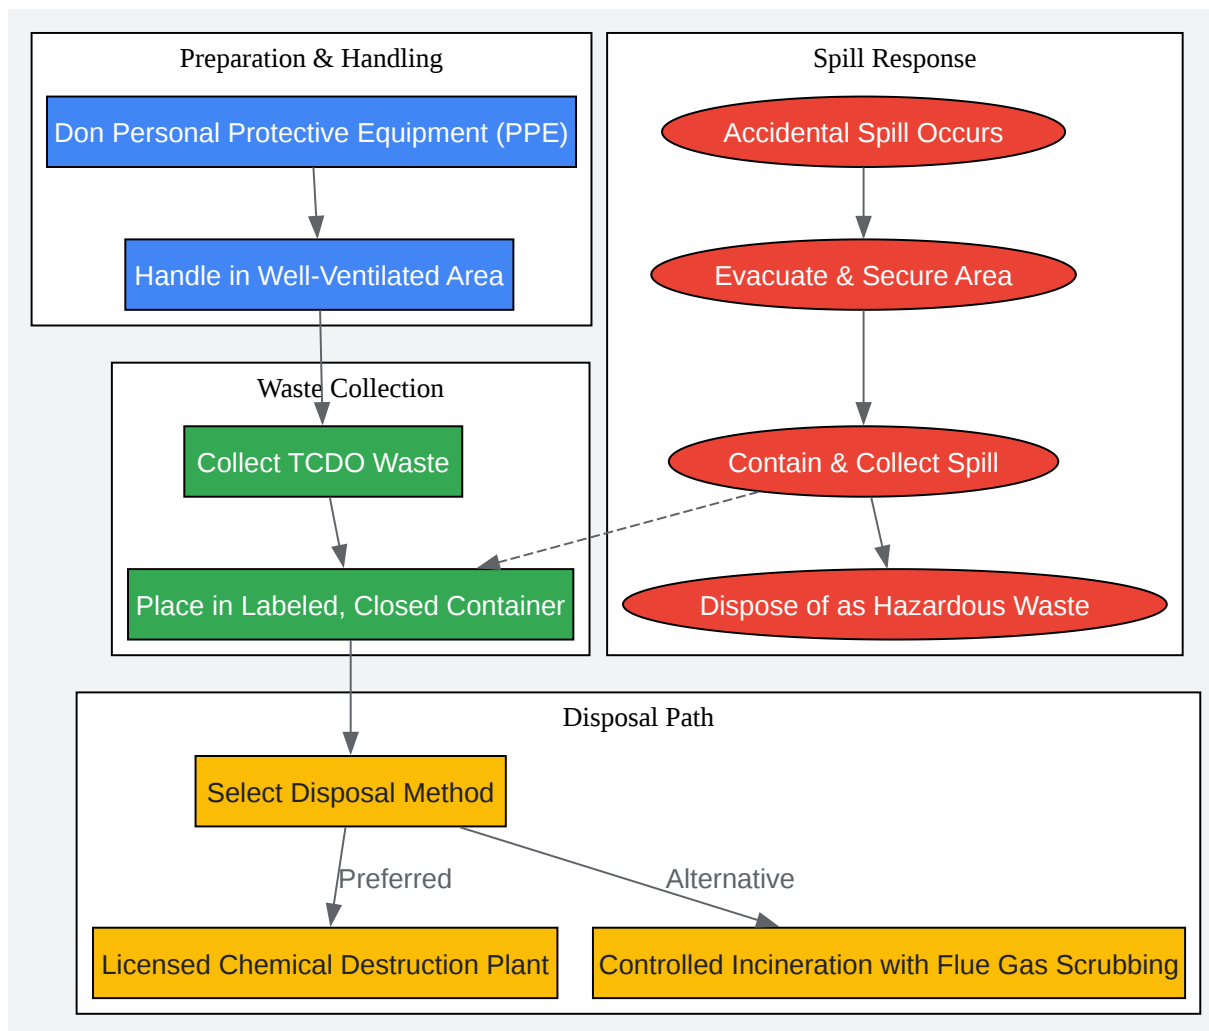 Preparation & Handling
Don Personal Protective Equipment (PPE)
Handle in Well-Ventilated Area
Spill Response
Accidental Spill Occurs
Evacuate & Secure Area
Contain & Collect Spill
Dispose of as Hazardous Waste
Waste Collection
Collect TCDO Waste
Place in Labeled, Closed Container
Disposal Path
Select Disposal Method
Preferred
Alternative
Licensed Chemical Destruction Plant
Controlled Incineration with Flue Gas Scrubbing